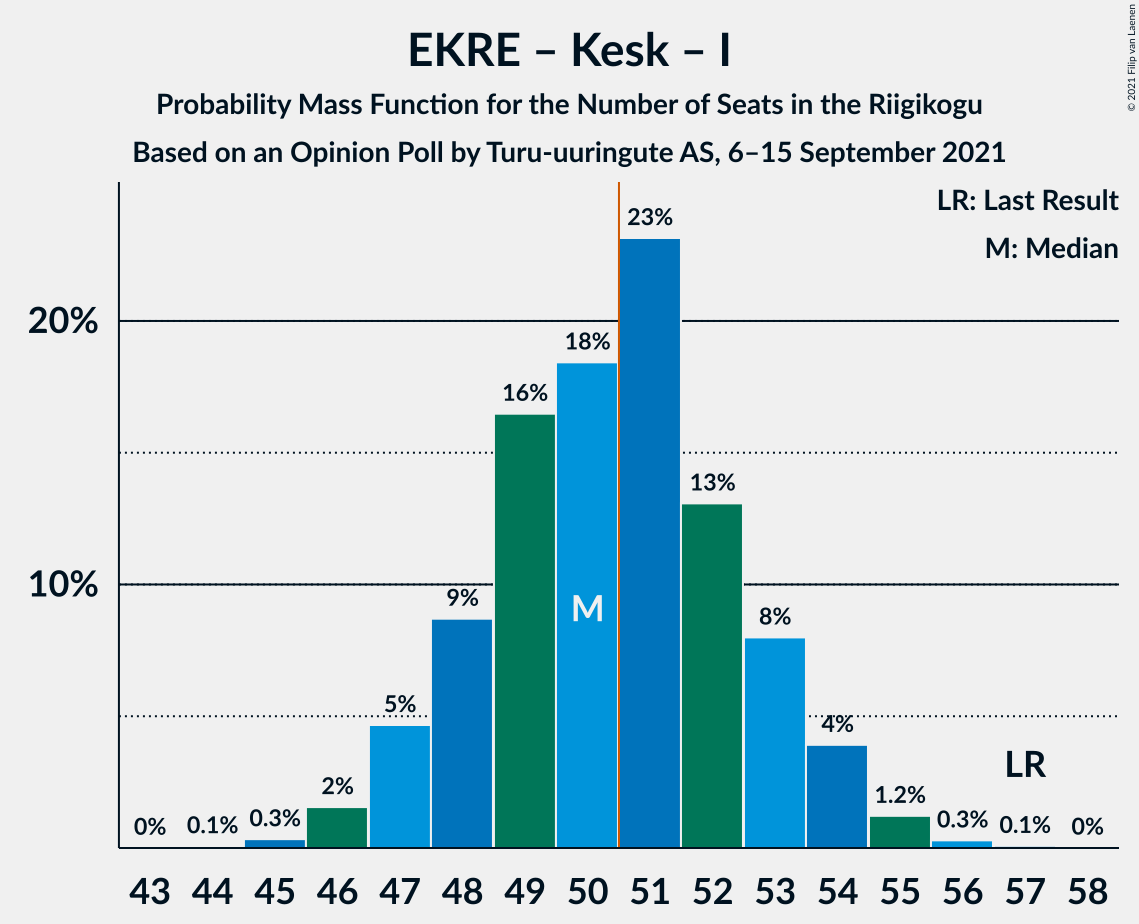 EKRE – Kesk – I
Probability Mass Function for the Number of Seats in the Riigikogu
Based on an Opinion Poll by Turu-uuringute AS, 6–15 September 2021
© 2021 Filip van Laenen
LR: Last Result
M: Median
20%
10%
0%
0.1%
0.3%
2%
5%
9%
16%
18%
23%
13%
8%
4%
1.2%
0.3%
0.1%
0%
M
LR
43 44 45 46 47 48 49 50 51 52 53 54 55 56 57 58